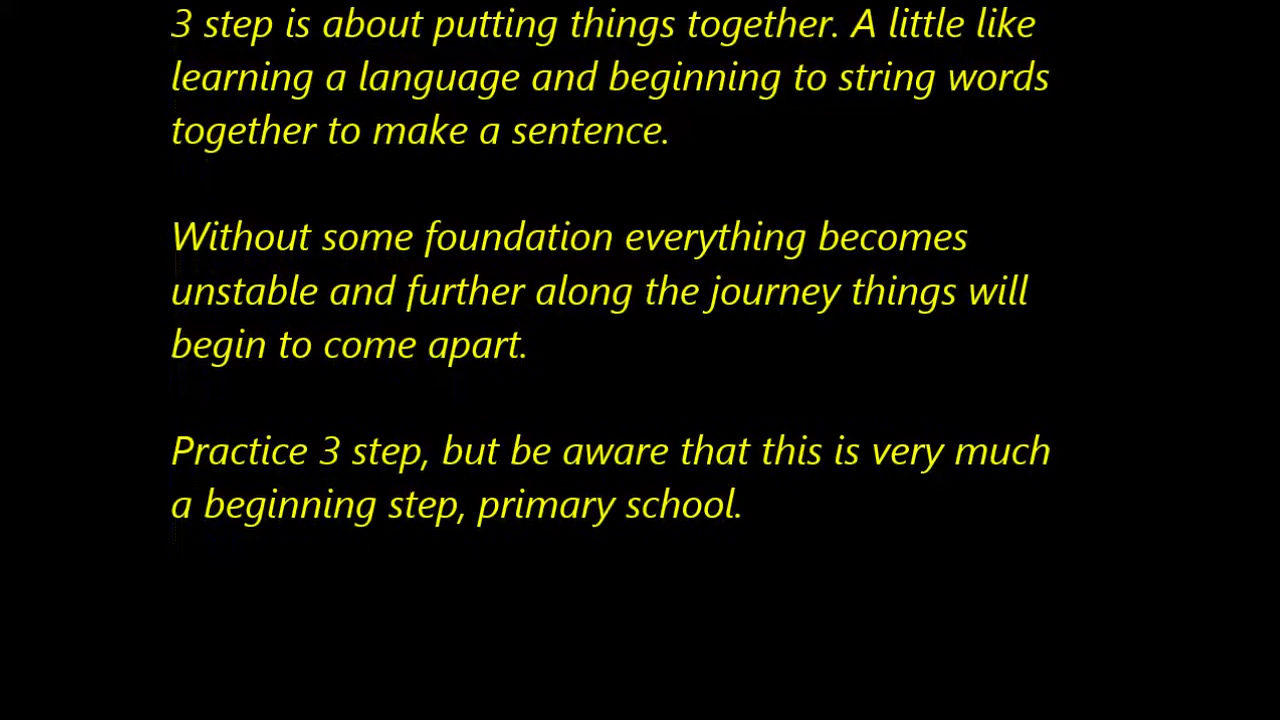 3 step is about putting things together. A little like
learning a language and beginning to string words
together to make a sentence.
Without some foundation everything becomes
unstable and further along the journey things will
begin to come apart.
Practice 3 step, but be aware that this is very much
a beginning step, primary school.